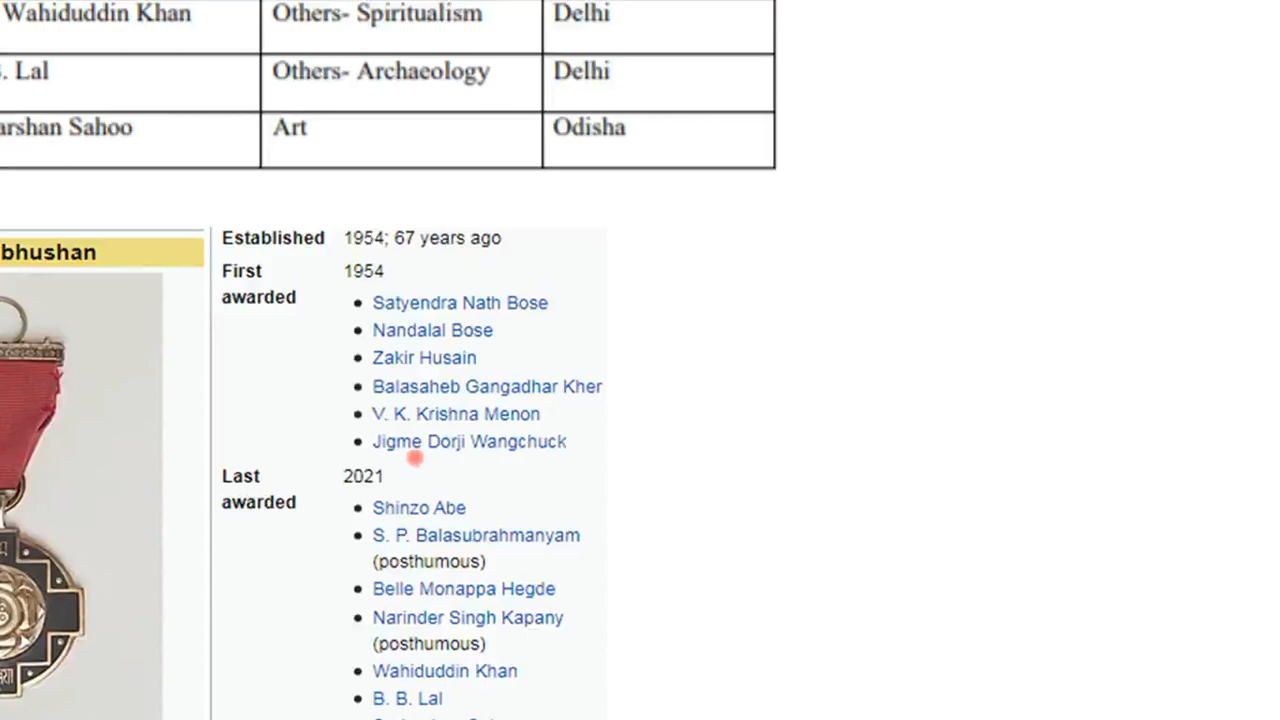 Wahiduddin Khan Others- Spiritualism Delhi
. Lal Others- Archaeology Delhi
arshan Sahoo Art Odisha
bhushan
Established 1954; 67 years ago
First awarded 1954
Satyendra Nath Bose
Nandalal Bose
Zakir Husain
Balasaheb Gangadhar Kher
V. K. Krishna Menon
Jigme Dorji Wangchuck
Last awarded 2021
Shinzo Abe
S. P. Balasubrahmanyam
(posthumous)
Belle Monappa Hegde
Narinder Singh Kapany
(posthumous)
Wahiduddin Khan
B. B. Lal